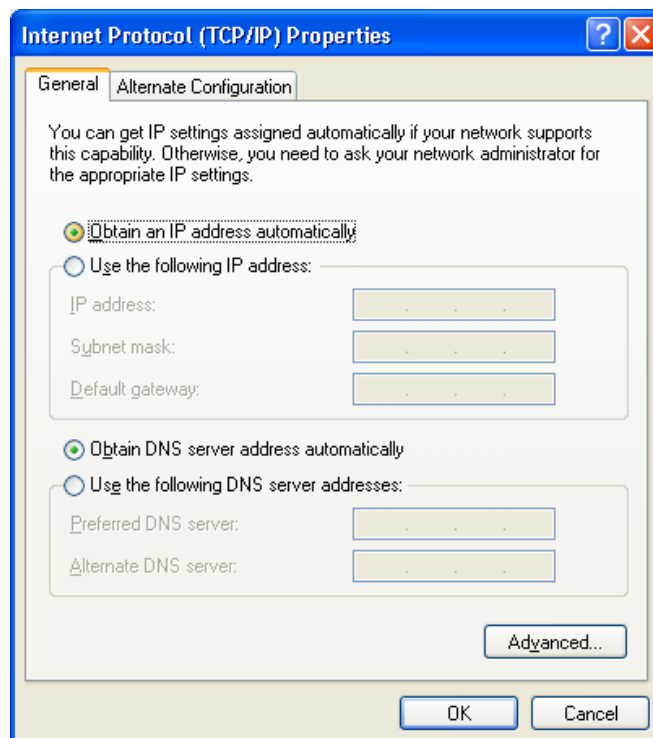 Internet Protocol (TCP/IP) Properties
General
Alternate Configuration
You can get IP settings assigned automatically if your network supports
this capability. Otherwise, you need to ask your network administrator for
the appropriate IP settings.
Obtain an IP address automatically
Use the following IP address:
IP address:
Subnet mask:
Default gateway:
Obtain DNS server address automatically
Use the following DNS server addresses:
Preferred DNS server:
Alternate DNS server:
Advanced...
OK
Cancel